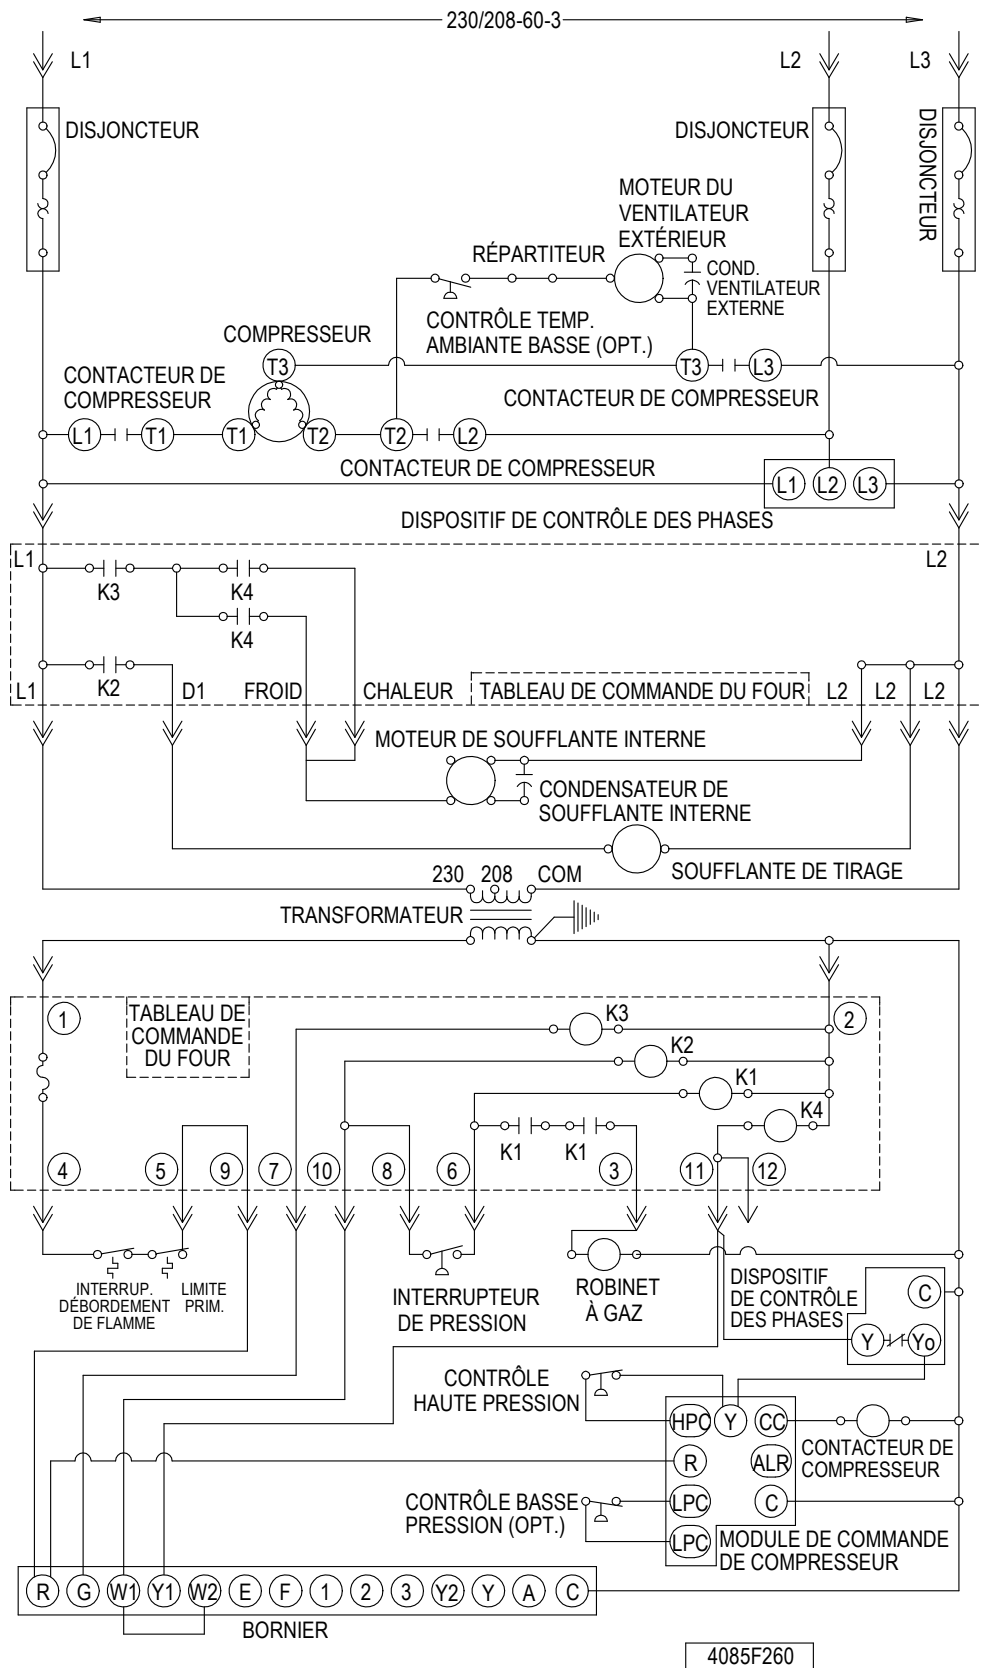 230/208-60-3
L1
L2
L3
DISJONCTEUR
DISJONCTEUR
DISJONCTEUR
MOTEUR DU
VENTILATEUR
EXTÉRIEUR
RÉPARTITEUR
COND.
VENTILATEUR
EXTERNE
CONTRÔLE TEMP.
AMBIANTE BASSE (OPT.)
COMPRESSEUR
T3
T3
L3
CONTACTEUR DE
COMPRESSEUR
CONTACTEUR DE COMPRESSEUR
L1
T1
T1
T2
T2
L2
CONTACTEUR DE COMPRESSEUR
L1
L2
L3
DISPOSITIF DE CONTRÔLE DES PHASES
L1
L2
K3
K4
K4
K2
L1
D1
FROID
CHALEUR
TABLEAU DE COMMANDE DU FOUR
L2
L2
L2
MOTEUR DE SOUFFLANTE INTERNE
CONDENSATEUR DE
SOUFFLANTE INTERNE
SOUFFLANTE DE TIRAGE
230
208
COM
TRANSFORMATEUR
1
TABLEAU DE
COMMANDE
DU FOUR
K3
2
K2
K1
K4
K1
K1
4
5
9
7
10
8
6
3
11
12
INTERRUP.
DÉBORDEMENT
DE FLAMME
LIMITE
PRIM.
INTERRUPTEUR
DE PRESSION
ROBINET
À GAZ
DISPOSITIF
DE CONTRÔLE
DES PHASES
C
Y
Yo
CONTRÔLE
HAUTE PRESSION
HPC
Y
CC
CONTACTEUR DE
COMPRESSEUR
R
ALR
CONTRÔLE BASSE
PRESSION (OPT.)
LPC
C
LPC
MODULE DE COMMANDE
DE COMPRESSEUR
R
G
W1
Y1
W2
E
F
1
2
3
Y2
Y
A
C
BORNIER
4085F260